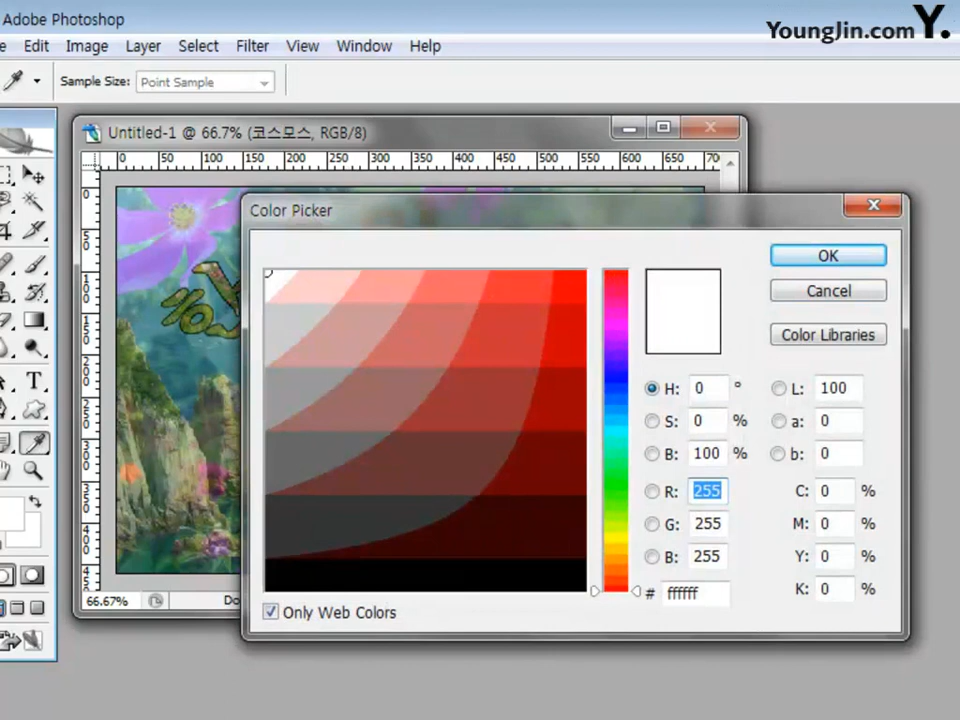 Adobe Photoshop
YoungJin.com Y.
Edit Image Layer Select Filter View Window Help
Sample Size: Point Sample
Untitled-1 @ 66.7% (코스모스, RGB/8)
0 50 100 150 200 250 300 350 400 450 500 550 600 650 70
Color Picker
OK
Cancel
Color Libraries
H: 0 °
L: 100
S: 0 %
a: 0
B: 100 %
b: 0
R: 255
C: 0 %
G: 255
M: 0 %
B: 255
Y: 0 %
# ffffff
K: 0 %
Only Web Colors
66.67%
Do